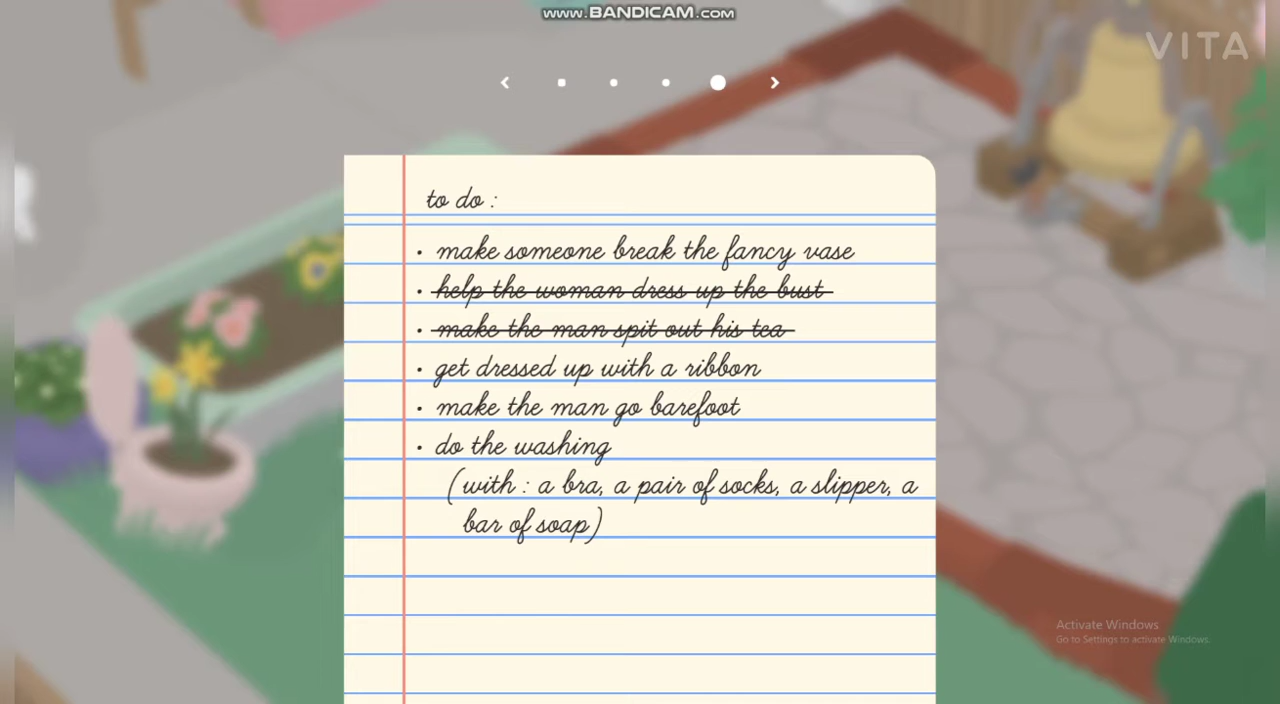 www.BANDICAM.com
VITA
to do :
• make someone break the fancy vase
• help the woman dress up the bust
• make the man spit out his tea
• get dressed up with a ribbon
• make the man go barefoot
• do the washing
(with : a bra, a pair of socks, a slipper, a
bar of soap)
Activate Windows
Go to Settings to activate Windows.